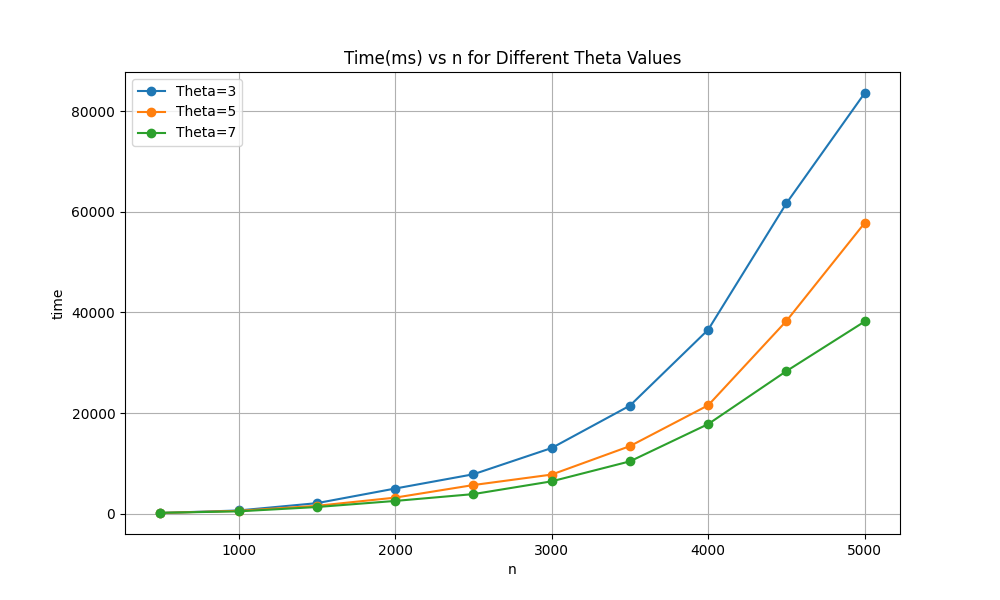 Time(ms) vs n for Different Theta Values
Theta=3
Theta=5
Theta=7
80000
60000
40000
20000
0
time
1000 2000 3000 4000 5000
n